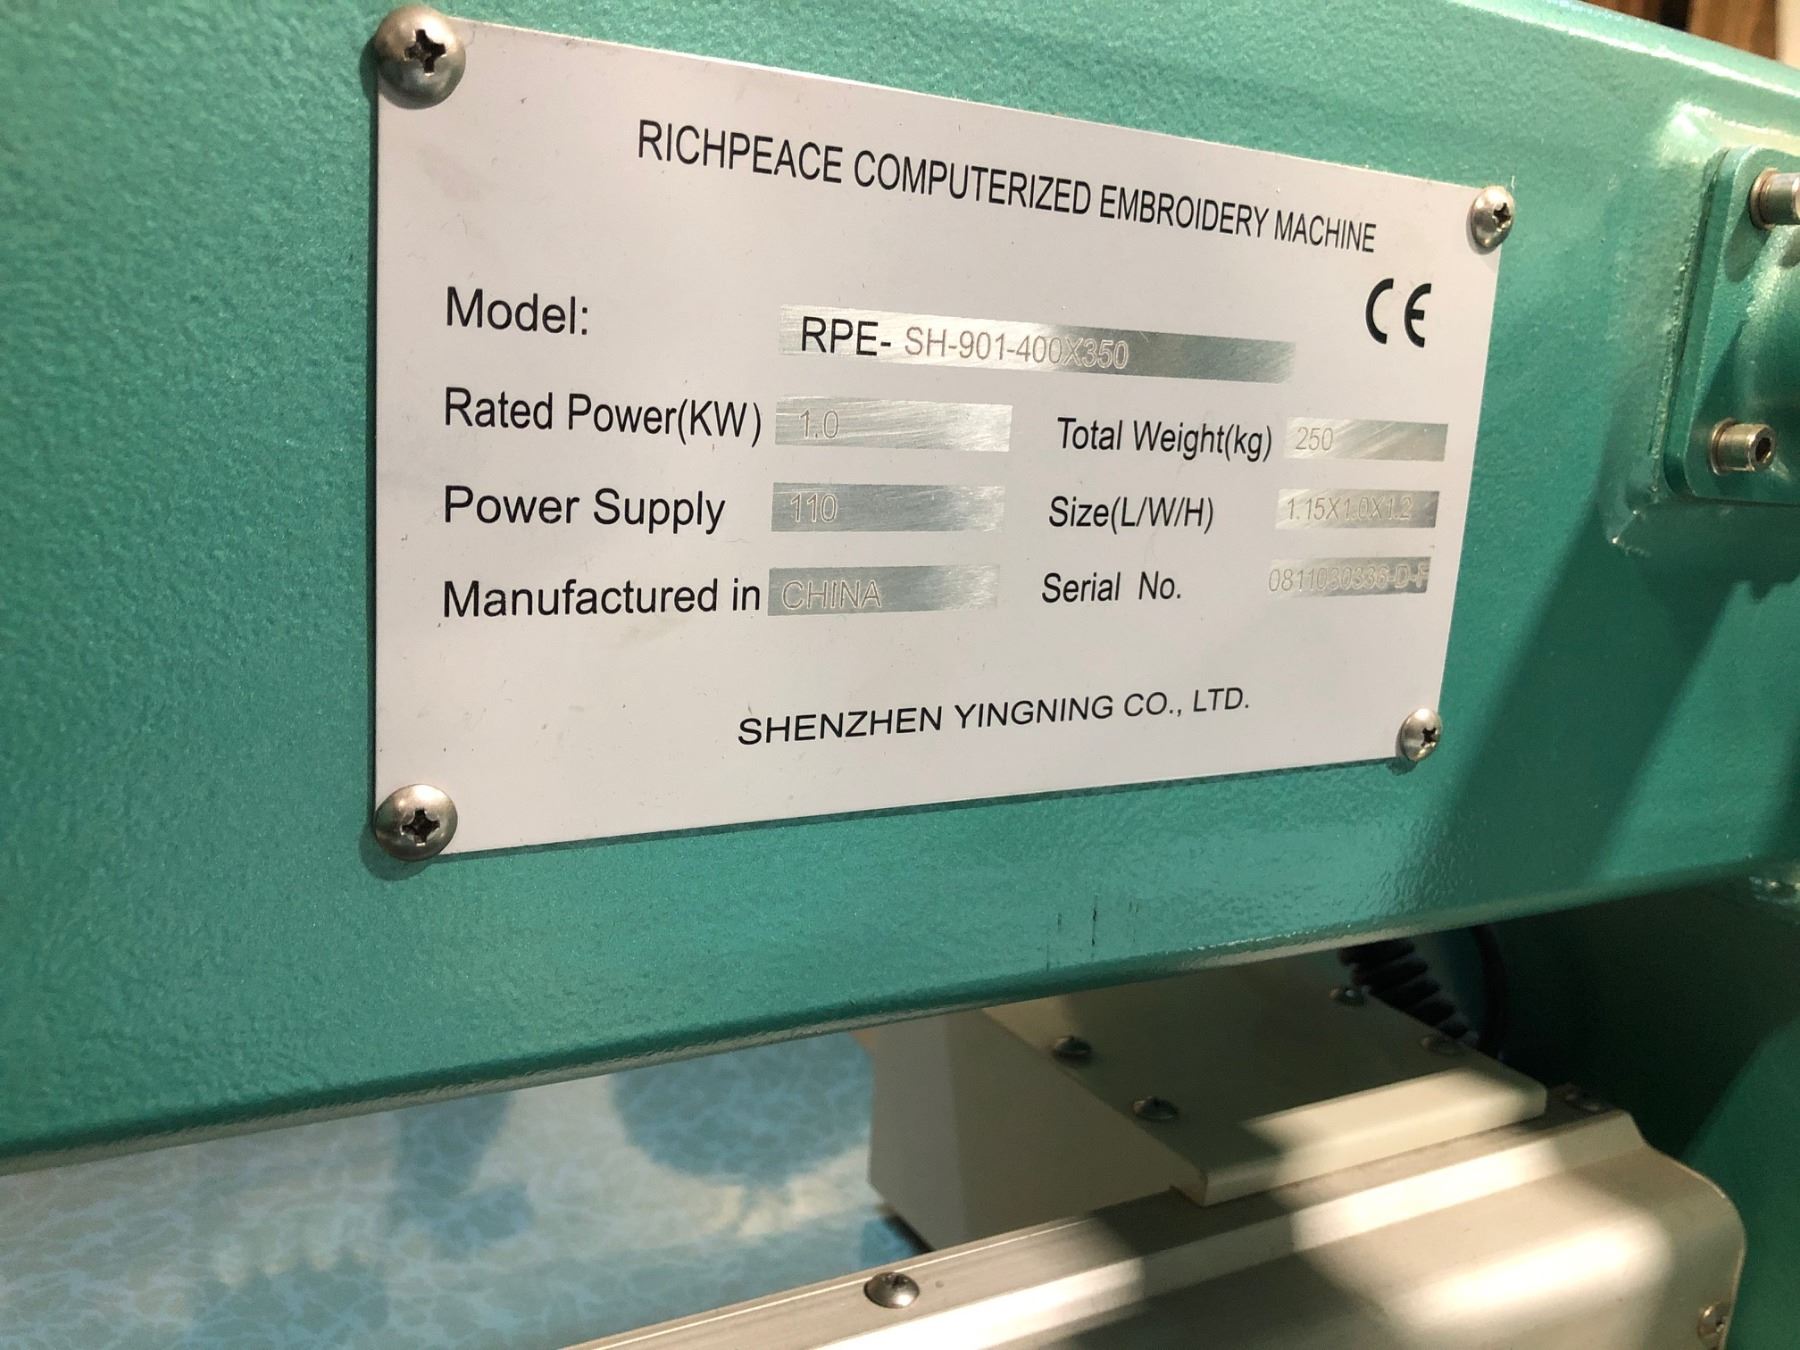 RICHPEACE COMPUTERIZED EMBROIDERY MACHINE
CE
Model: RPE- SH-901-400X350
Rated Power(KW) 1.0 Total Weight(kg) 250
Power Supply 110 Size(L/W/H) 1.15X1.0X1.2
Manufactured in CHINA Serial No. 0811030336-D-F
SHENZHEN YINGNING CO., LTD.